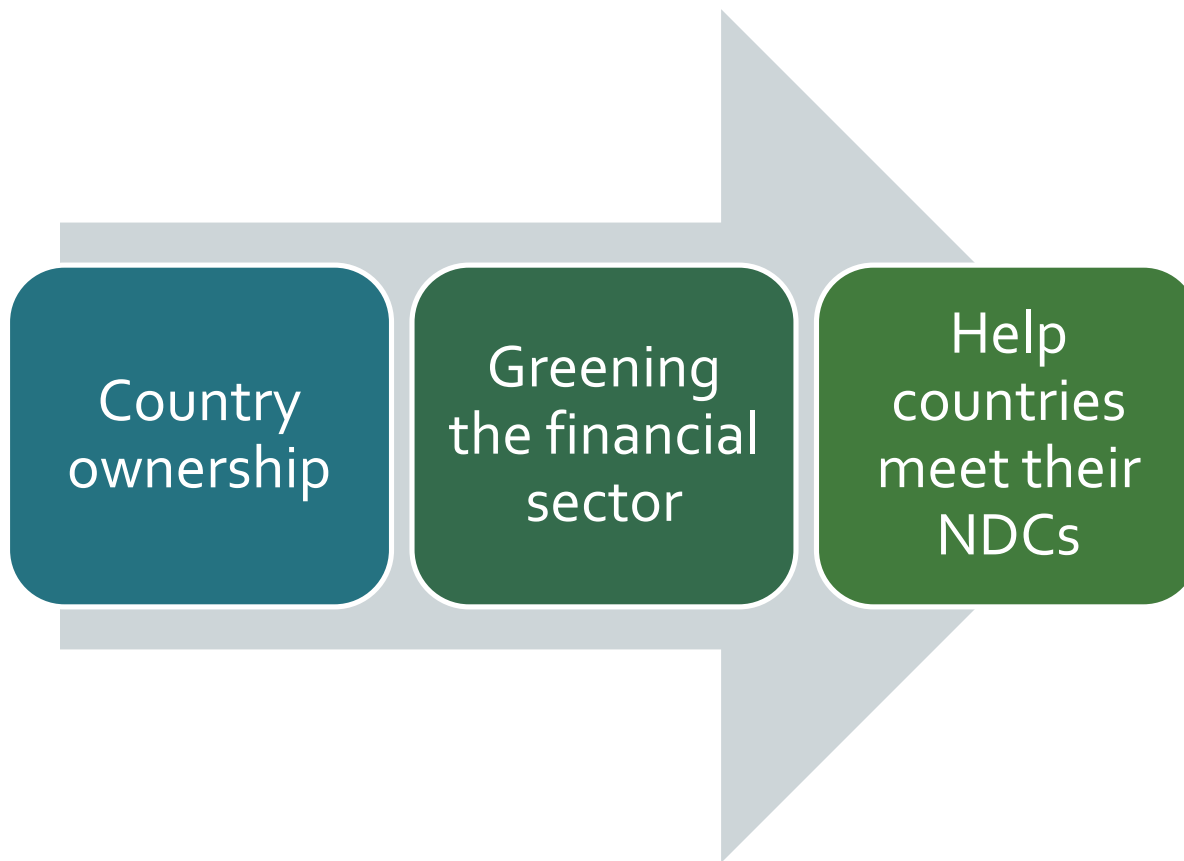 Country
ownership
Greening
the financial
sector
Help
countries
meet their
NDCs